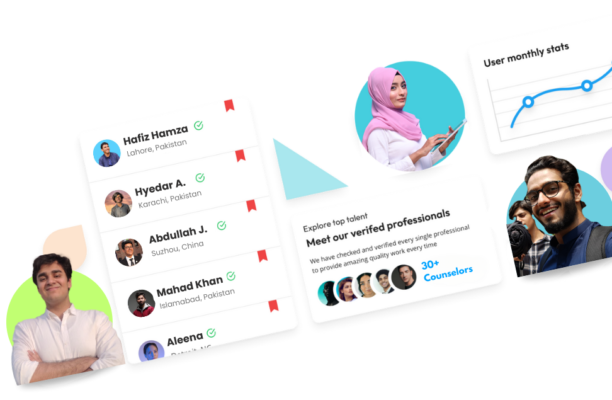 Hafiz Hamza
Lahore, Pakistan
Hyedar A.
Karachi, Pakistan
Abdullah J.
Suzhou, China
Mahad Khan
Islamabad, Pakistan
Aleena
Explore top talent
Meet our verifed professionals
We have checked and verified every single professional
to provide amazing quality work every time
30+
Counselors
User monthly stats